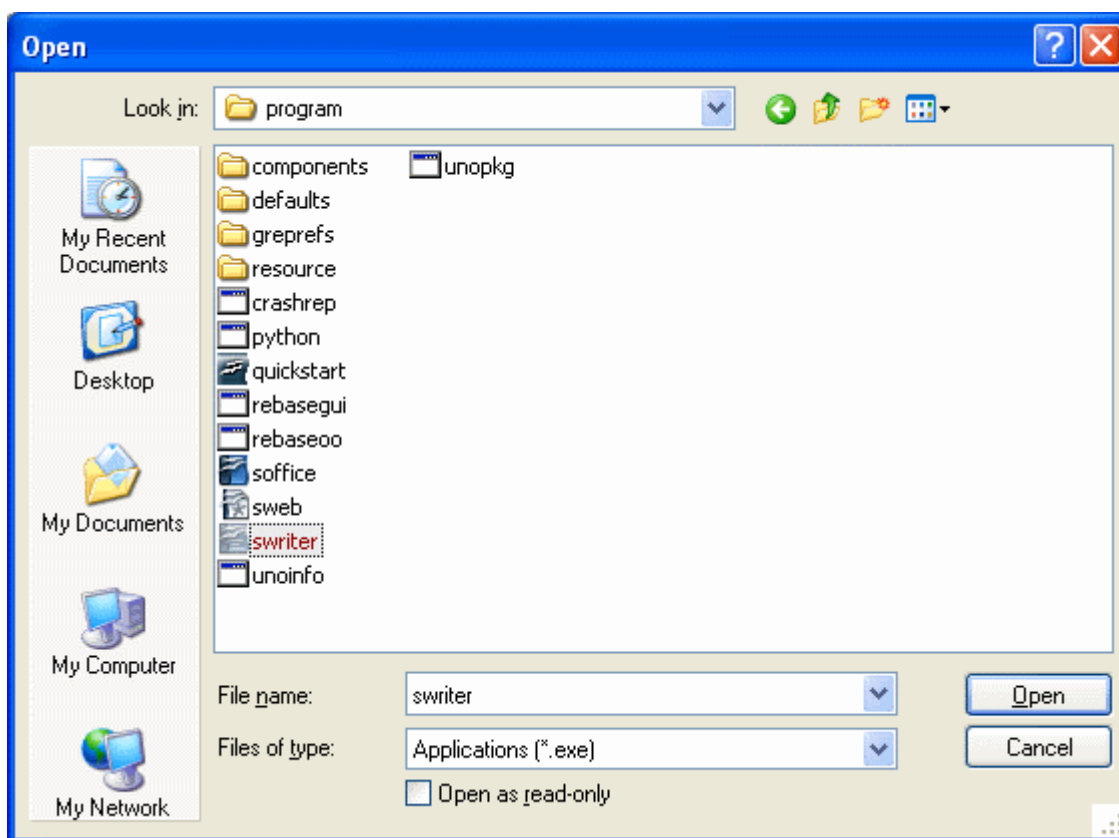 Open
Look in:
program
components
unopkg
defaults
greprefs
resource
crashrep
python
quickstart
rebasegui
rebaseoo
soffice
sweb
swriter
unoinfo
My Recent
Documents
Desktop
My Documents
My Computer
My Network
File name:
swriter
Open
Files of type:
Applications (*.exe)
Cancel
Open as read-only